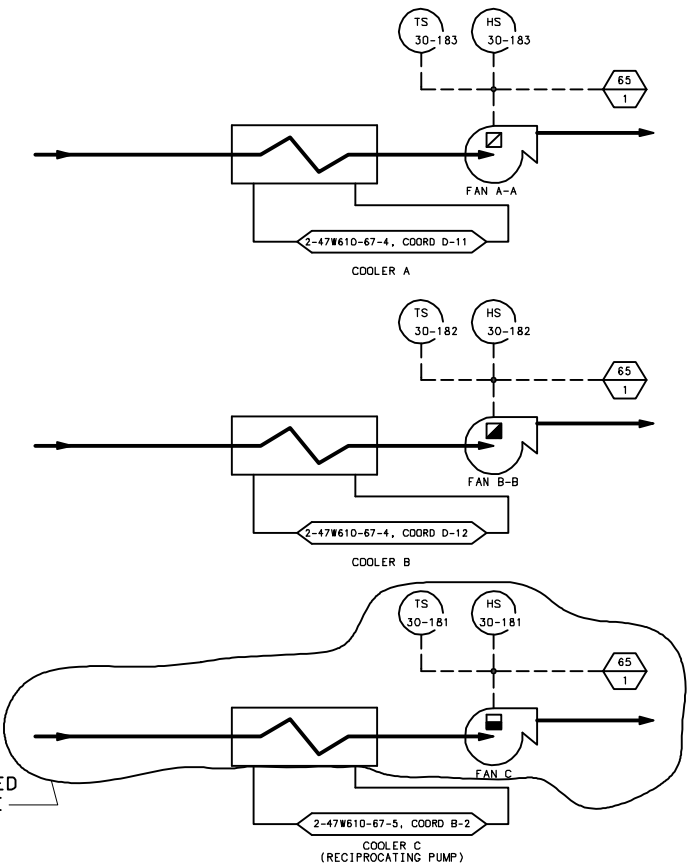 TS
30-183
HS
30-183
65
1
FAN A-A
2-47W610-67-4, COORD D-11
COOLER A
TS
30-182
HS
30-182
65
1
FAN B-B
2-47W610-67-4, COORD D-12
COOLER B
TS
30-181
HS
30-181
65
1
FAN C
2-47W610-67-5, COORD B-2
COOLER C
(RECIPROCATING PUMP)